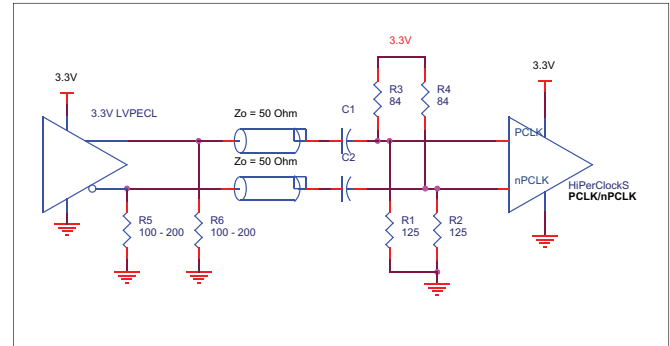 3.3V
3.3V
3.3V
3.3V LVPECL
Zo = 50 Ohm
C1
R3
84
R4
84
PCLK
Zo = 50 Ohm
C2
nPCLK
HiPerClockS
PCLK/nPCLK
R5
100 - 200
R6
100 - 200
R1
125
R2
125